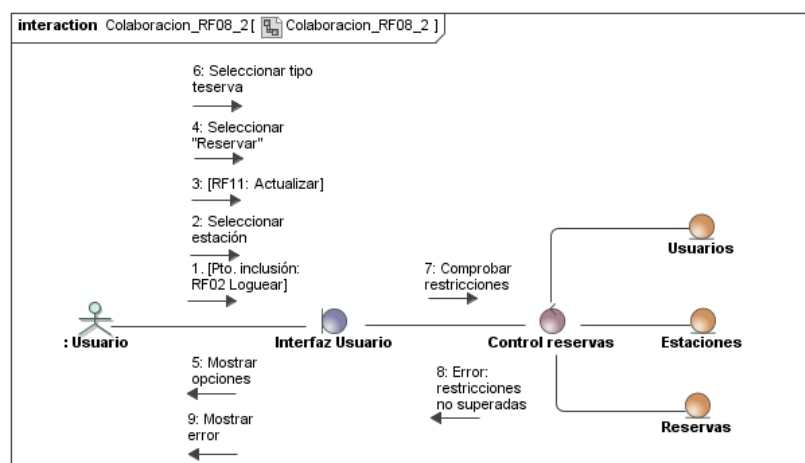 interaction Colaboracion_RF08_2[ Colaboracion_RF08_2 ]
6: Seleccionar tipo
teserva
4: Seleccionar
"Reservar"
3: [RF11: Actualizar]
2: Seleccionar
estación
1. [Pto. inclusión:
RF02 Loguear]
7: Comprobar
restricciones
Usuarios
: Usuario
Interfaz Usuario
Control reservas
Estaciones
5: Mostrar
opciones
8: Error:
restricciones
no superadas
9: Mostrar
error
Reservas